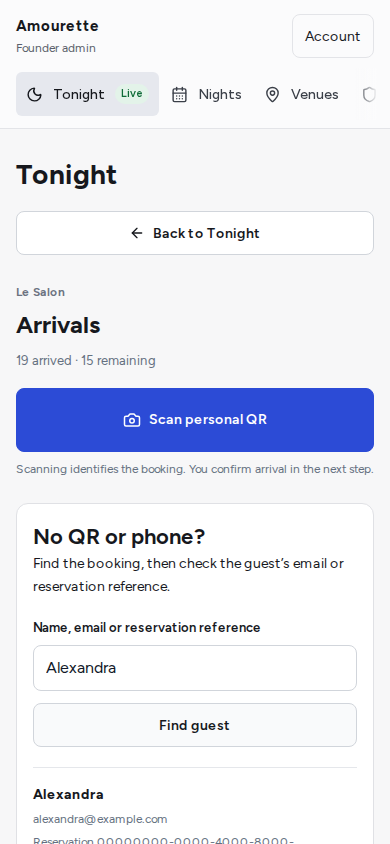 Amourette
Founder admin
Account
Tonight Live Nights Venues
Tonight
Back to Tonight
Le Salon
Arrivals
19 arrived · 15 remaining
Scan personal QR
Scanning identifies the booking. You confirm arrival in the next step.
No QR or phone?
Find the booking, then check the guest’s email or
reservation reference.
Name, email or reservation reference
Alexandra
Find guest
Alexandra
alexandra@example.com
Reservation 00000000-0000-4000-8000-